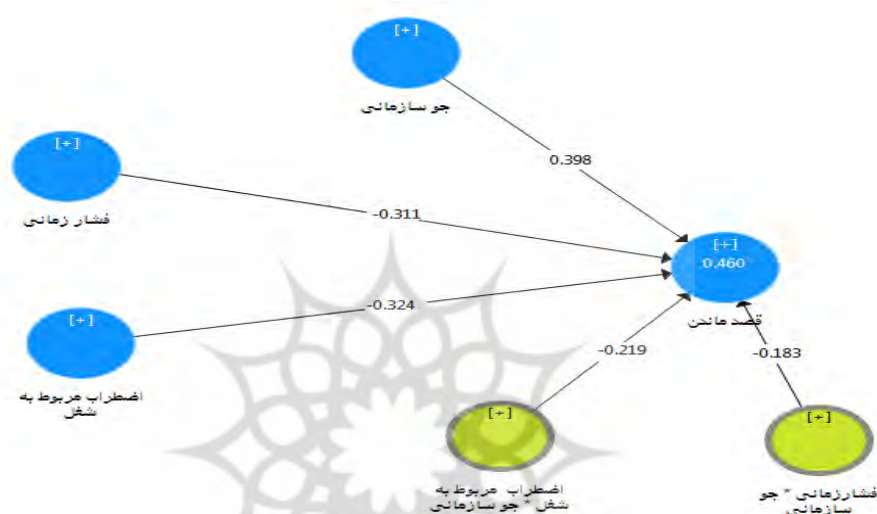 [+]
جو سازمانی
0.398
[+]
فشار زمانی
-0.311
[+]
0.460
قصد ماندن
-0.324
[+]
اضطراب مربوط به
شغل
-0.219
-0.183
[+]
اضطراب مربوط به
شغل * جو سازمانی
[+]
فشارزمانی * جو
سازمانی